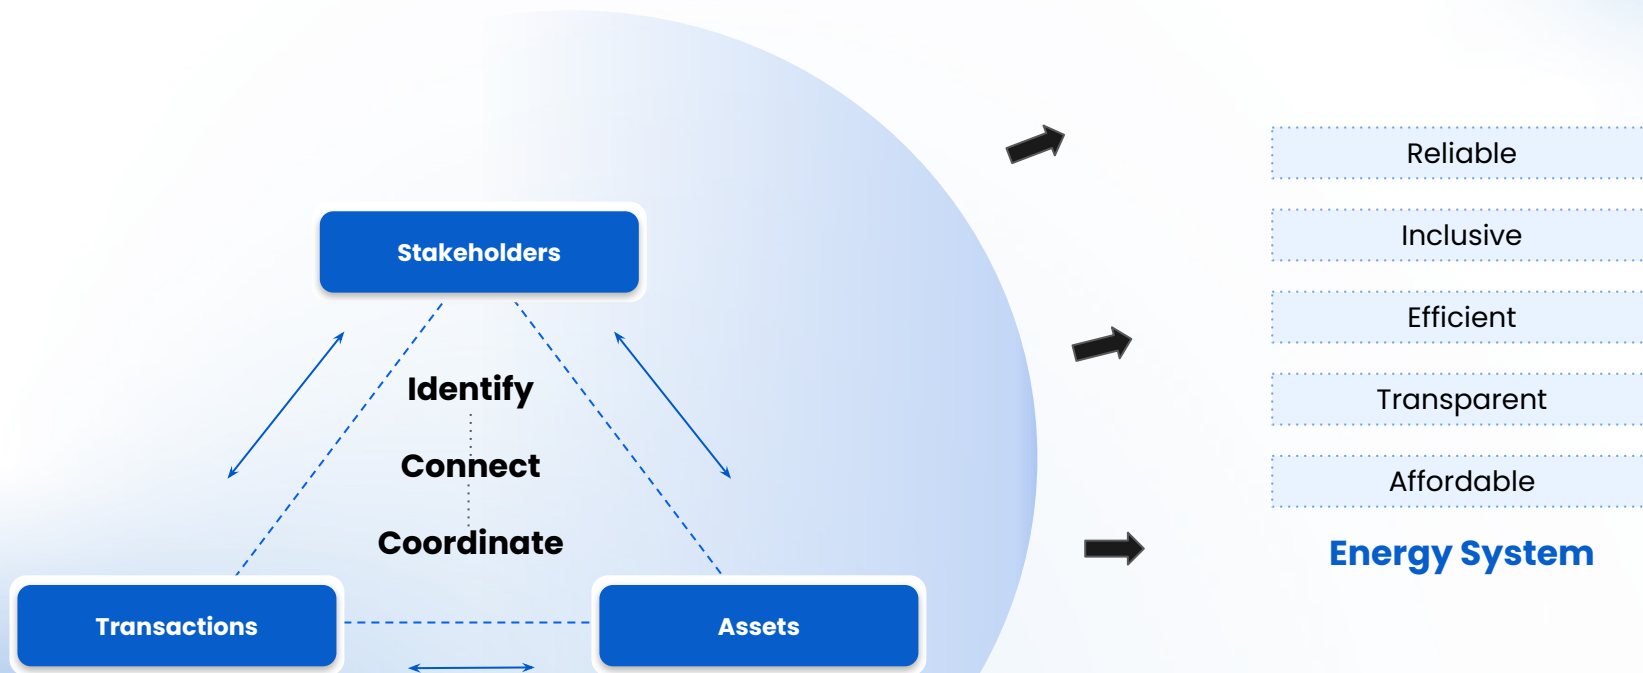 Stakeholders
Identify
Connect
Coordinate
Transactions
Assets
Reliable
Inclusive
Efficient
Transparent
Affordable
Energy System